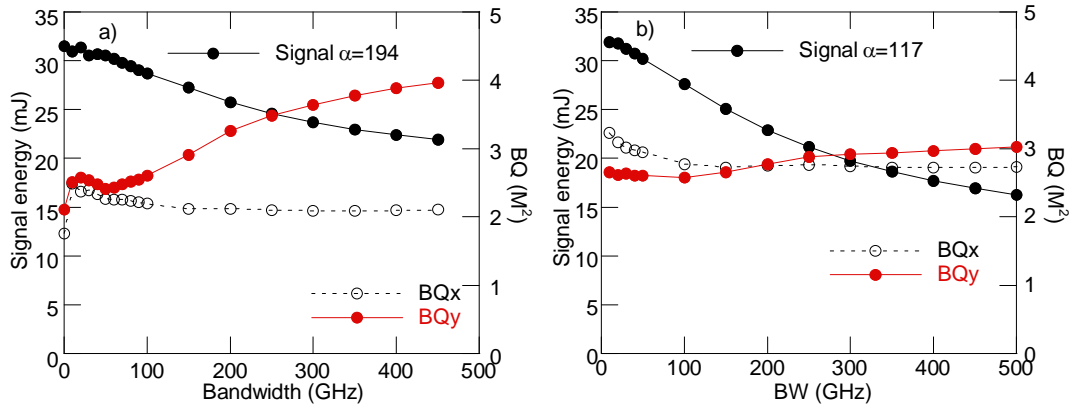 a)
Signal α=194
Signal energy (mJ)
35
30
25
20
15
10
5
0
BQx
BQy
0 100 200 300 400 500
Bandwidth (GHz)
5
4
3
2
1
0
BQ (M²)
b)
Signal α=117
Signal energy (mJ)
35
30
25
20
15
10
5
0
BQx
BQy
0 100 200 300 400 500
BW (GHz)
5
4
3
2
1
0
BQ (M²)